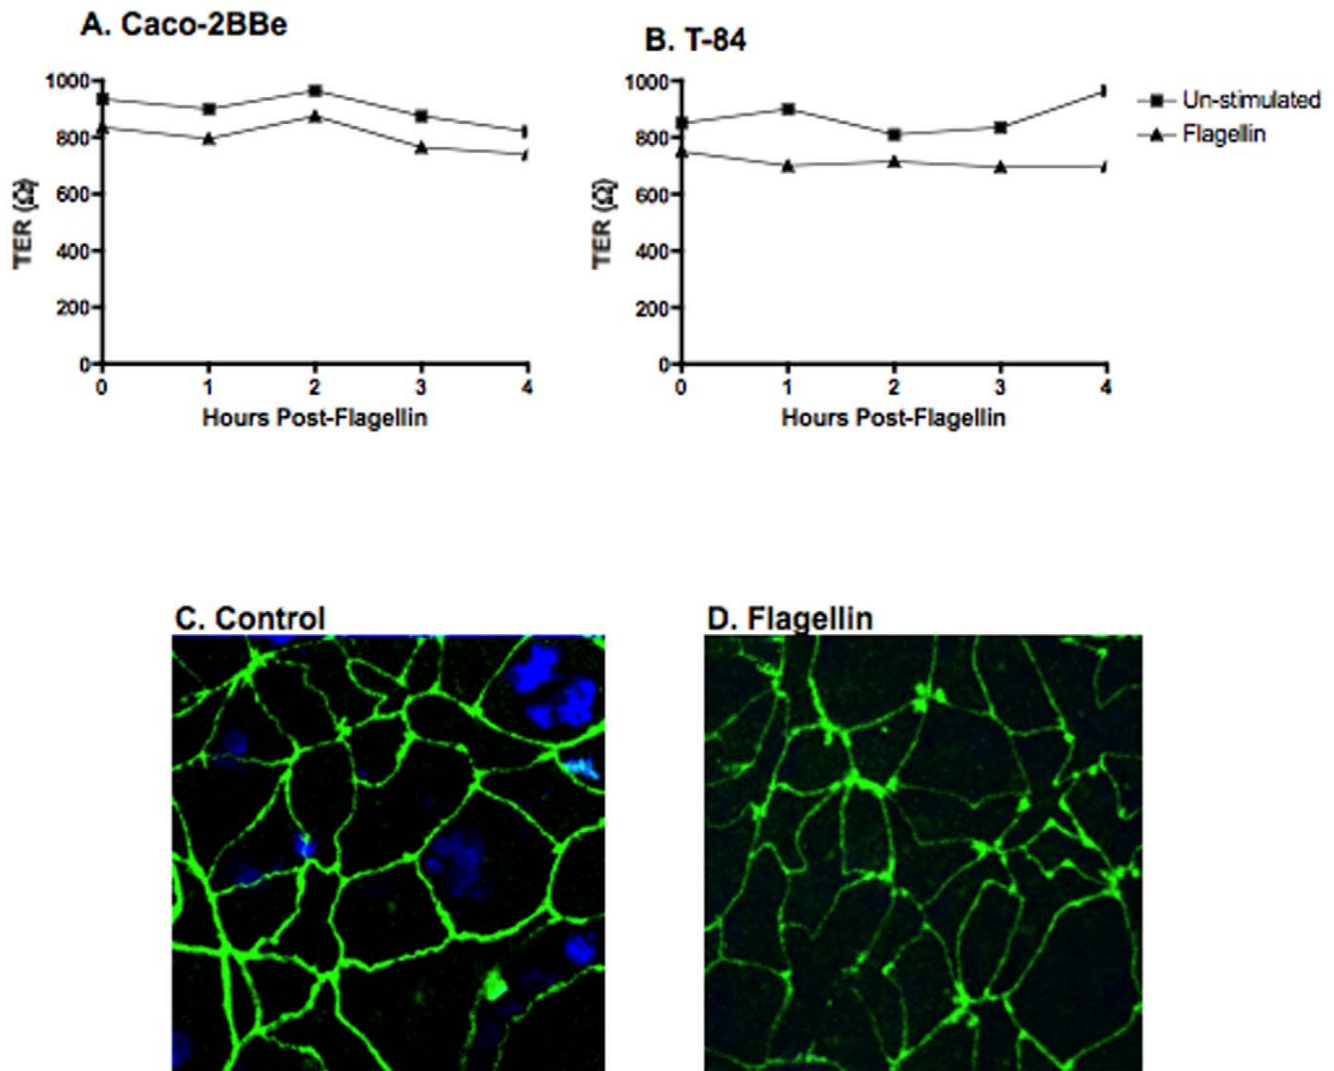 A. Caco-2BBe
1000
800
600
400
200
0
TER (Ω)
0 1 2 3 4
Hours Post-Flagellin
B. T-84
1000
800
600
400
200
0
TER (Ω)
0 1 2 3 4
Hours Post-Flagellin
Un-stimulated
Flagellin
C. Control
D. Flagellin